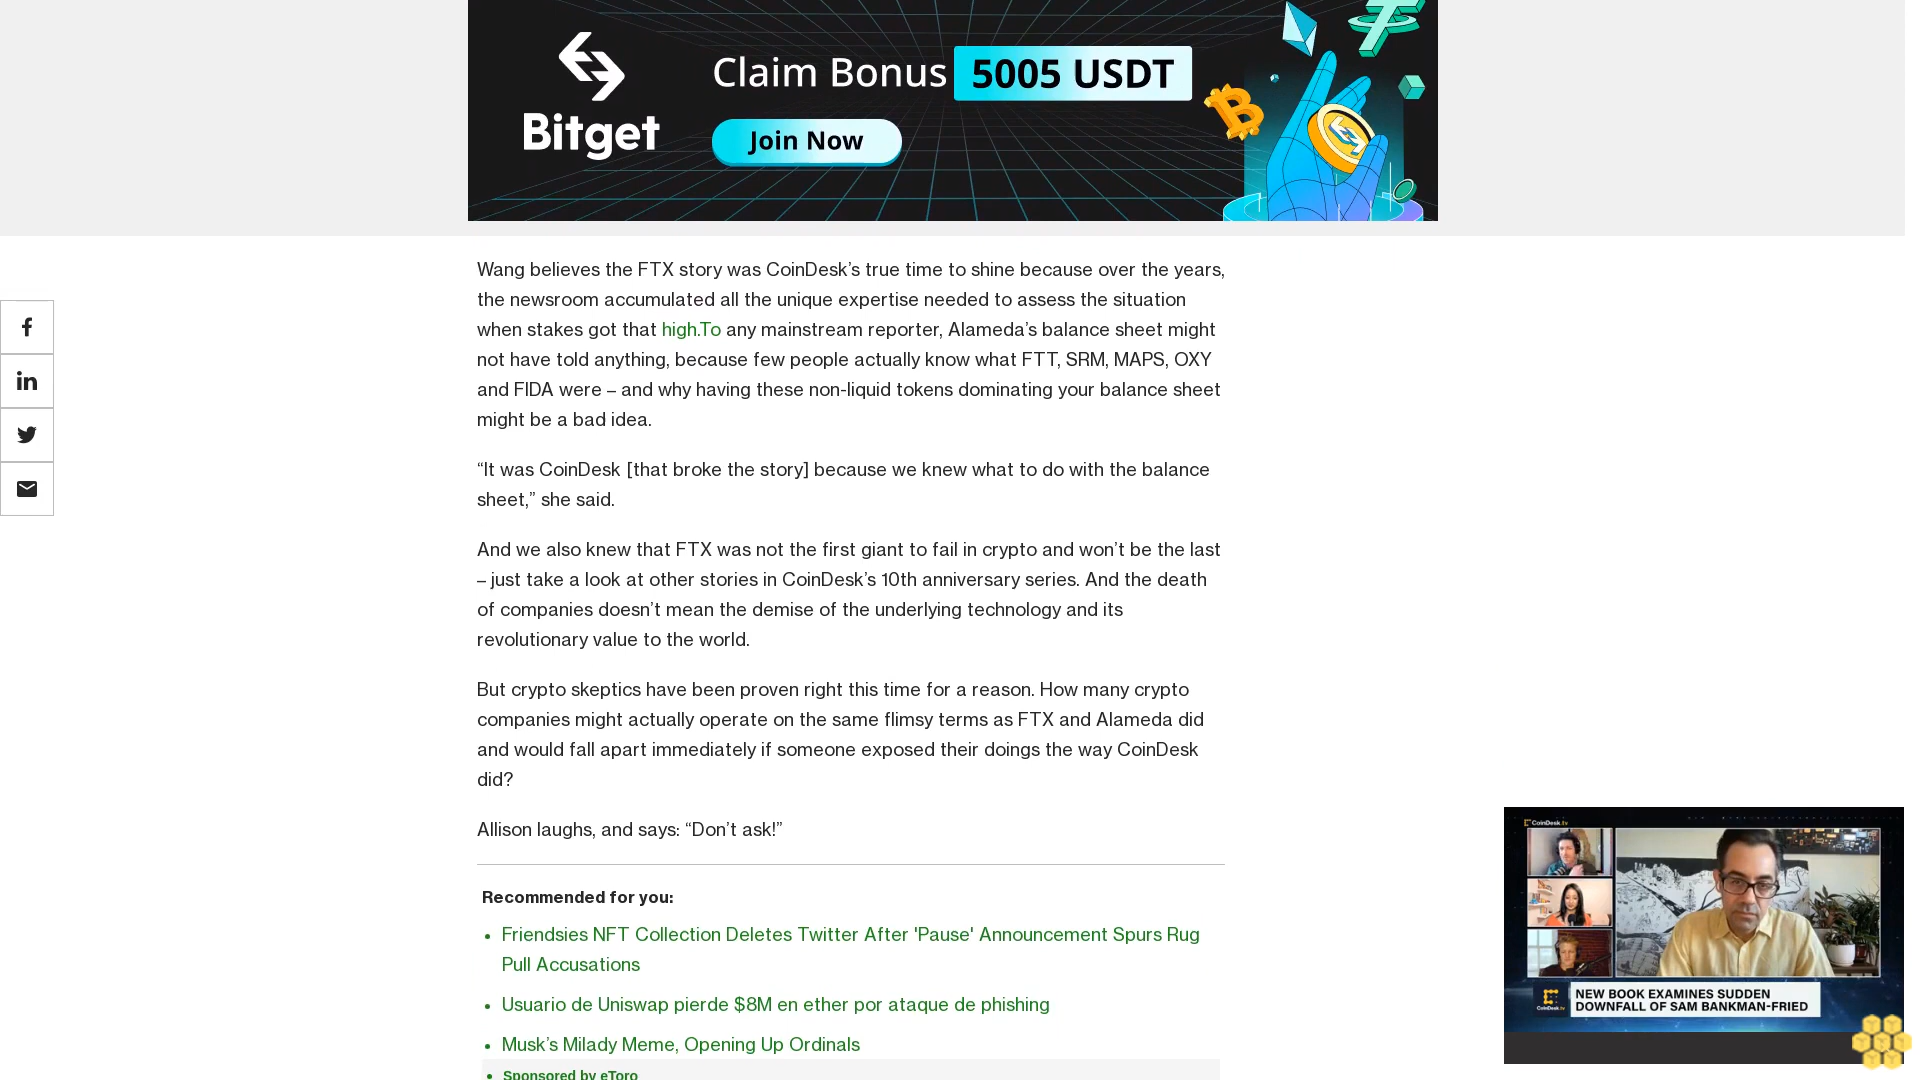 Bitget
Claim Bonus 5005 USDT
Join Now
Wang believes the FTX story was CoinDesk’s true time to shine because over the years,
the newsroom accumulated all the unique expertise needed to assess the situation
when stakes got that high.To any mainstream reporter, Alameda’s balance sheet might
not have told anything, because few people actually know what FTT, SRM, MAPS, OXY
and FIDA were – and why having these non-liquid tokens dominating your balance sheet
might be a bad idea.
“It was CoinDesk [that broke the story] because we knew what to do with the balance
sheet,” she said.
And we also knew that FTX was not the first giant to fail in crypto and won’t be the last
– just take a look at other stories in CoinDesk’s 10th anniversary series. And the death
of companies doesn’t mean the demise of the underlying technology and its
revolutionary value to the world.
But crypto skeptics have been proven right this time for a reason. How many crypto
companies might actually operate on the same flimsy terms as FTX and Alameda did
and would fall apart immediately if someone exposed their doings the way CoinDesk
did?
Allison laughs, and says: “Don’t ask!”
Recommended for you:
• Friendsies NFT Collection Deletes Twitter After 'Pause' Announcement Spurs Rug
Pull Accusations
• Usuario de Uniswap pierde $8M en ether por ataque de phishing
• Musk’s Milady Meme, Opening Up Ordinals
• Sponsored by eToro
CoinDesk.tv
CoinDesk.tv
NEW BOOK EXAMINES SUDDEN
DOWNFALL OF SAM BANKMAN-FRIED